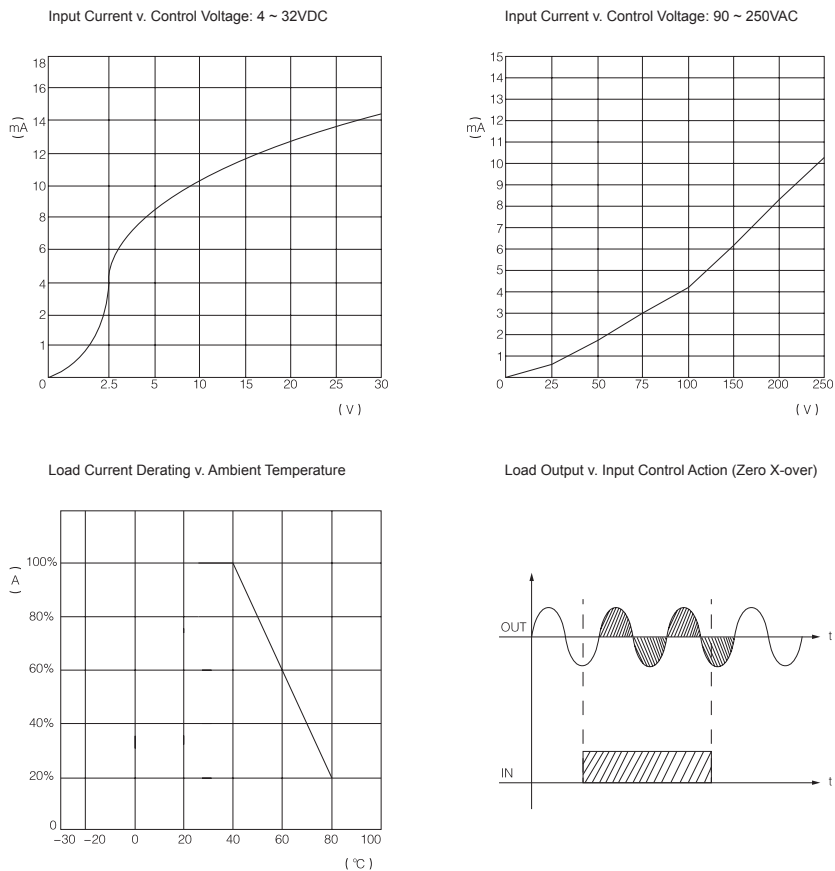 Input Current v. Control Voltage: 4 ~ 32VDC
18
16
14
12
10
8
6
4
2
1
0
mA
( )
2.5 5 10 15 20 25 30
( V )
Input Current v. Control Voltage: 90 ~ 250VAC
15
14
13
12
11
10
9
8
7
6
5
4
3
2
1
0
mA
( )
25 50 75 100 150 200 250
( V )
Load Current Derating v. Ambient Temperature
( A )
100%
80%
60%
40%
20%
0
-30 -20 0 20 40 60 80 100
( °C )
Load Output v. Input Control Action (Zero X-over)
OUT t
IN t